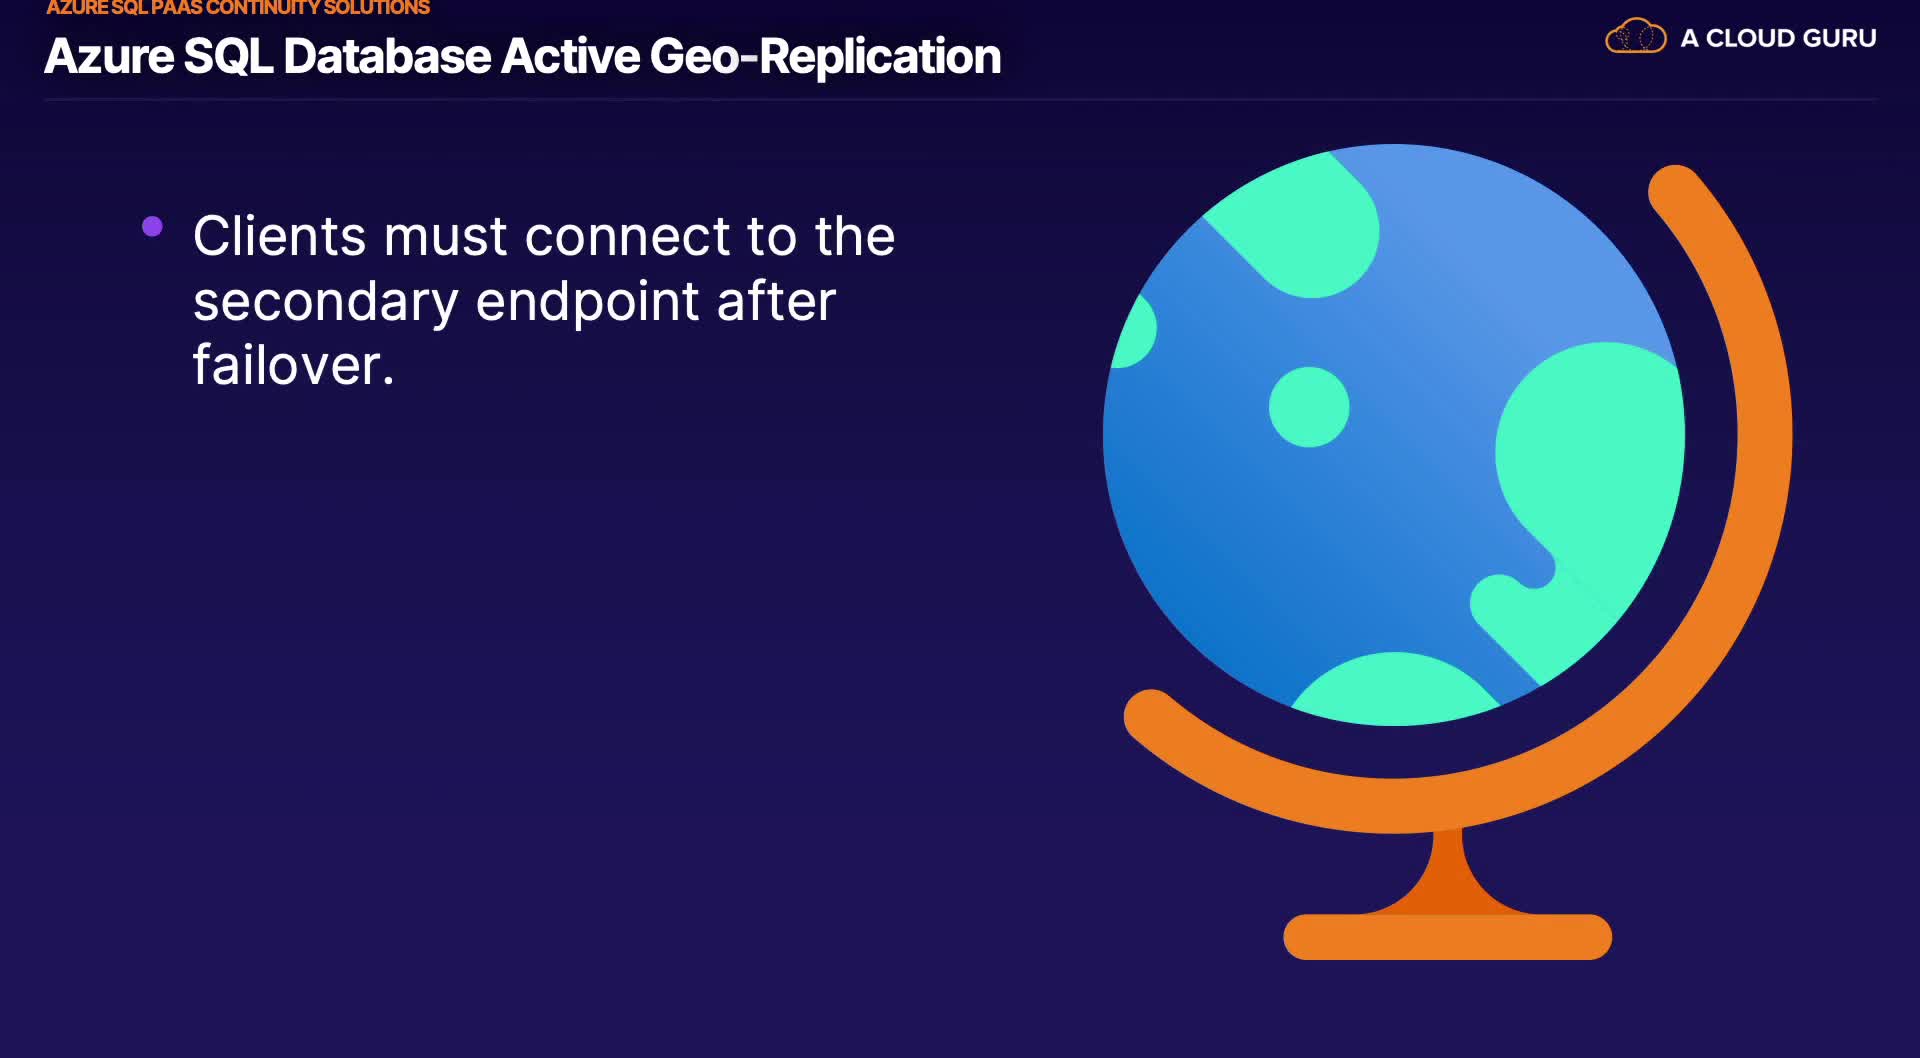 AZURE SQL PAAS CONTINUITY SOLUTIONS
Azure SQL Database Active Geo-Replication
A CLOUD GURU
Clients must connect to the
secondary endpoint after
failover.